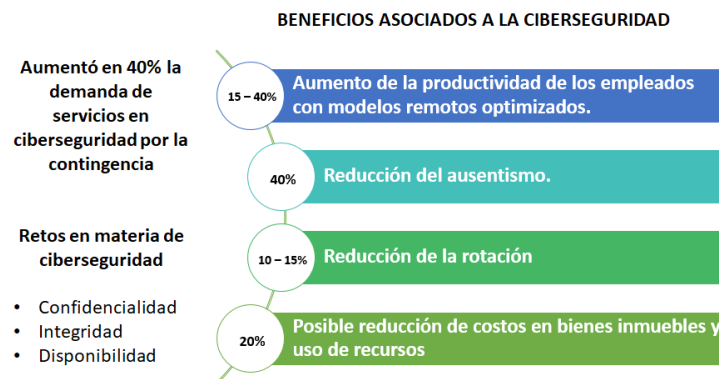 BENEFICIOS ASOCIADOS A LA CIBERSEGURIDAD
Aumentó en 40% la
demanda de
servicios en
ciberseguridad por la
contingencia
Retos en materia de
ciberseguridad
• Confidencialidad
• Integridad
• Disponibilidad
15 – 40%
Aumento de la productividad de los empleados
con modelos remotos optimizados.
40%
Reducción del ausentismo.
10 – 15%
Reducción de la rotación
20%
Posible reducción de costos en bienes inmuebles y
uso de recursos